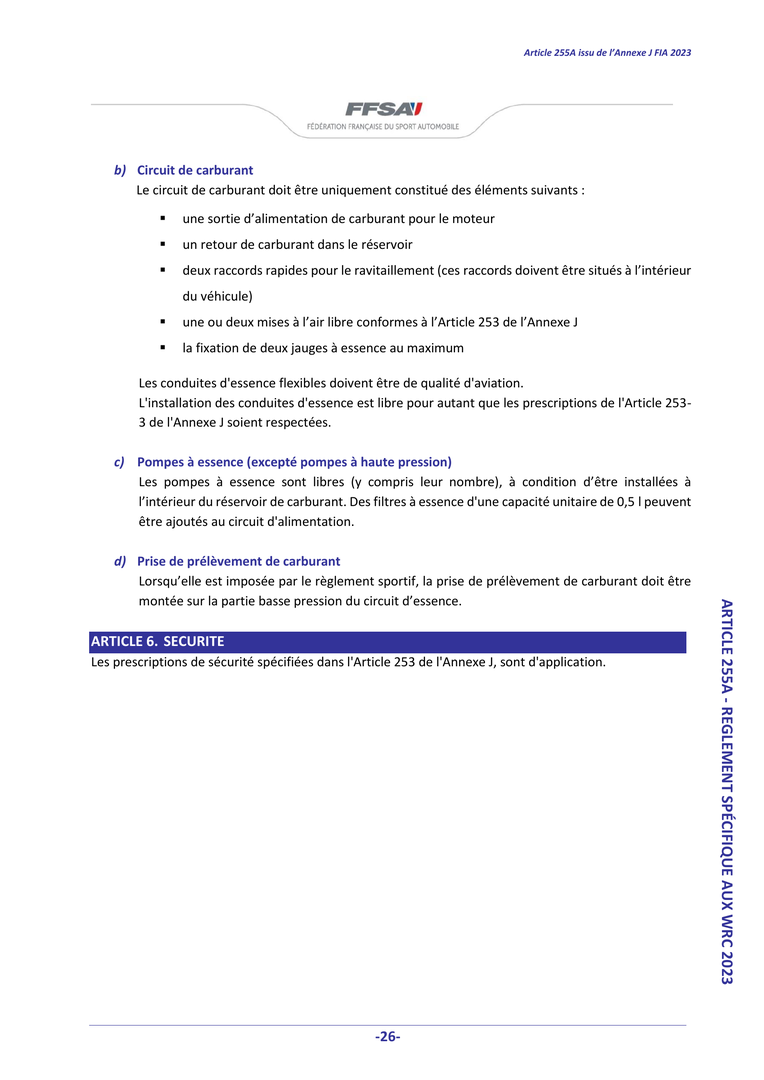 Article 255A issu de l’Annexe J FIA 2023
FFSA
FÉDÉRATION FRANÇAISE DU SPORT AUTOMOBILE
b) Circuit de carburant
Le circuit de carburant doit être uniquement constitué des éléments suivants :
▪ une sortie d’alimentation de carburant pour le moteur
▪ un retour de carburant dans le réservoir
▪ deux raccords rapides pour le ravitaillement (ces raccords doivent être situés à l’intérieur
du véhicule)
▪ une ou deux mises à l’air libre conformes à l’Article 253 de l’Annexe J
▪ la fixation de deux jauges à essence au maximum
Les conduites d'essence flexibles doivent être de qualité d'aviation.
L'installation des conduites d'essence est libre pour autant que les prescriptions de l'Article 253-
3 de l'Annexe J soient respectées.
c) Pompes à essence (excepté pompes à haute pression)
Les pompes à essence sont libres (y compris leur nombre), à condition d’être installées à
l’intérieur du réservoir de carburant. Des filtres à essence d'une capacité unitaire de 0,5 l peuvent
être ajoutés au circuit d'alimentation.
d) Prise de prélèvement de carburant
Lorsqu’elle est imposée par le règlement sportif, la prise de prélèvement de carburant doit être
montée sur la partie basse pression du circuit d’essence.
ARTICLE 6. SECURITE
Les prescriptions de sécurité spécifiées dans l'Article 253 de l'Annexe J, sont d'application.
ARTICLE 255A - REGLEMENT SPÉCIFIQUE AUX WRC 2023
-26-